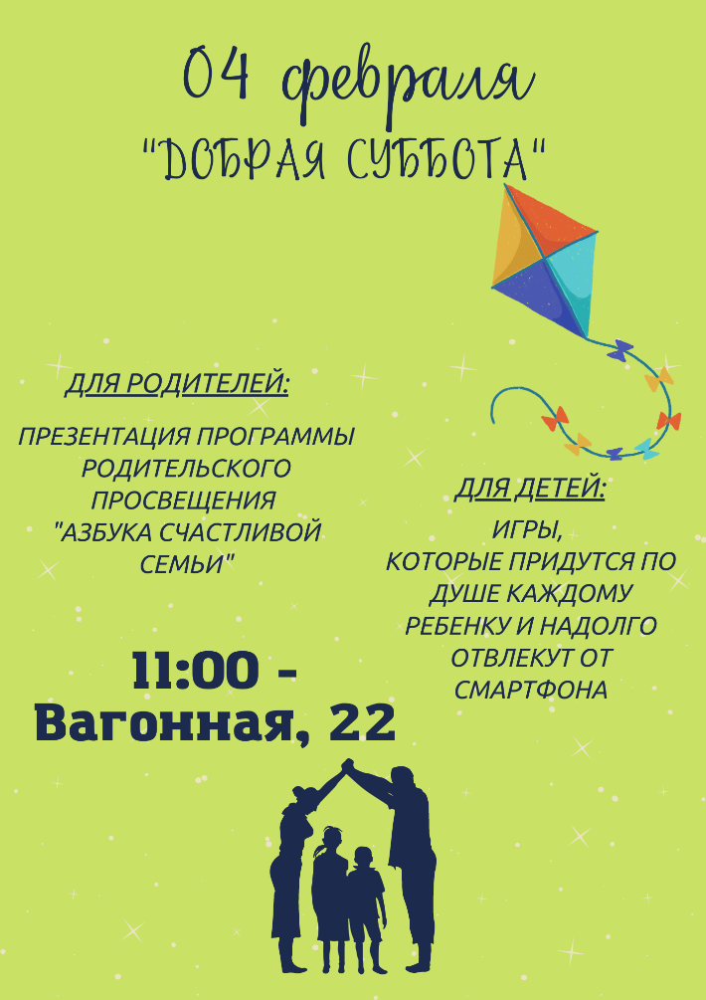 04 февраля
"ДОБРАЯ СУББОТА"
ДЛЯ РОДИТЕЛЕЙ:
ПРЕЗЕНТАЦИЯ ПРОГРАММЫ
РОДИТЕЛЬСКОГО
ПРОСВЕЩЕНИЯ
"АЗБУКА СЧАСТЛИВОЙ
СЕМЬИ"
ДЛЯ ДЕТЕЙ:
ИГРЫ,
КОТОРЫЕ ПРИДУТСЯ ПО
ДУШЕ КАЖДОМУ
РЕБЕНКУ И НАДОЛГО
ОТВЛЕКУТ ОТ
СМАРТФОНА
11:00 -
Вагонная, 22